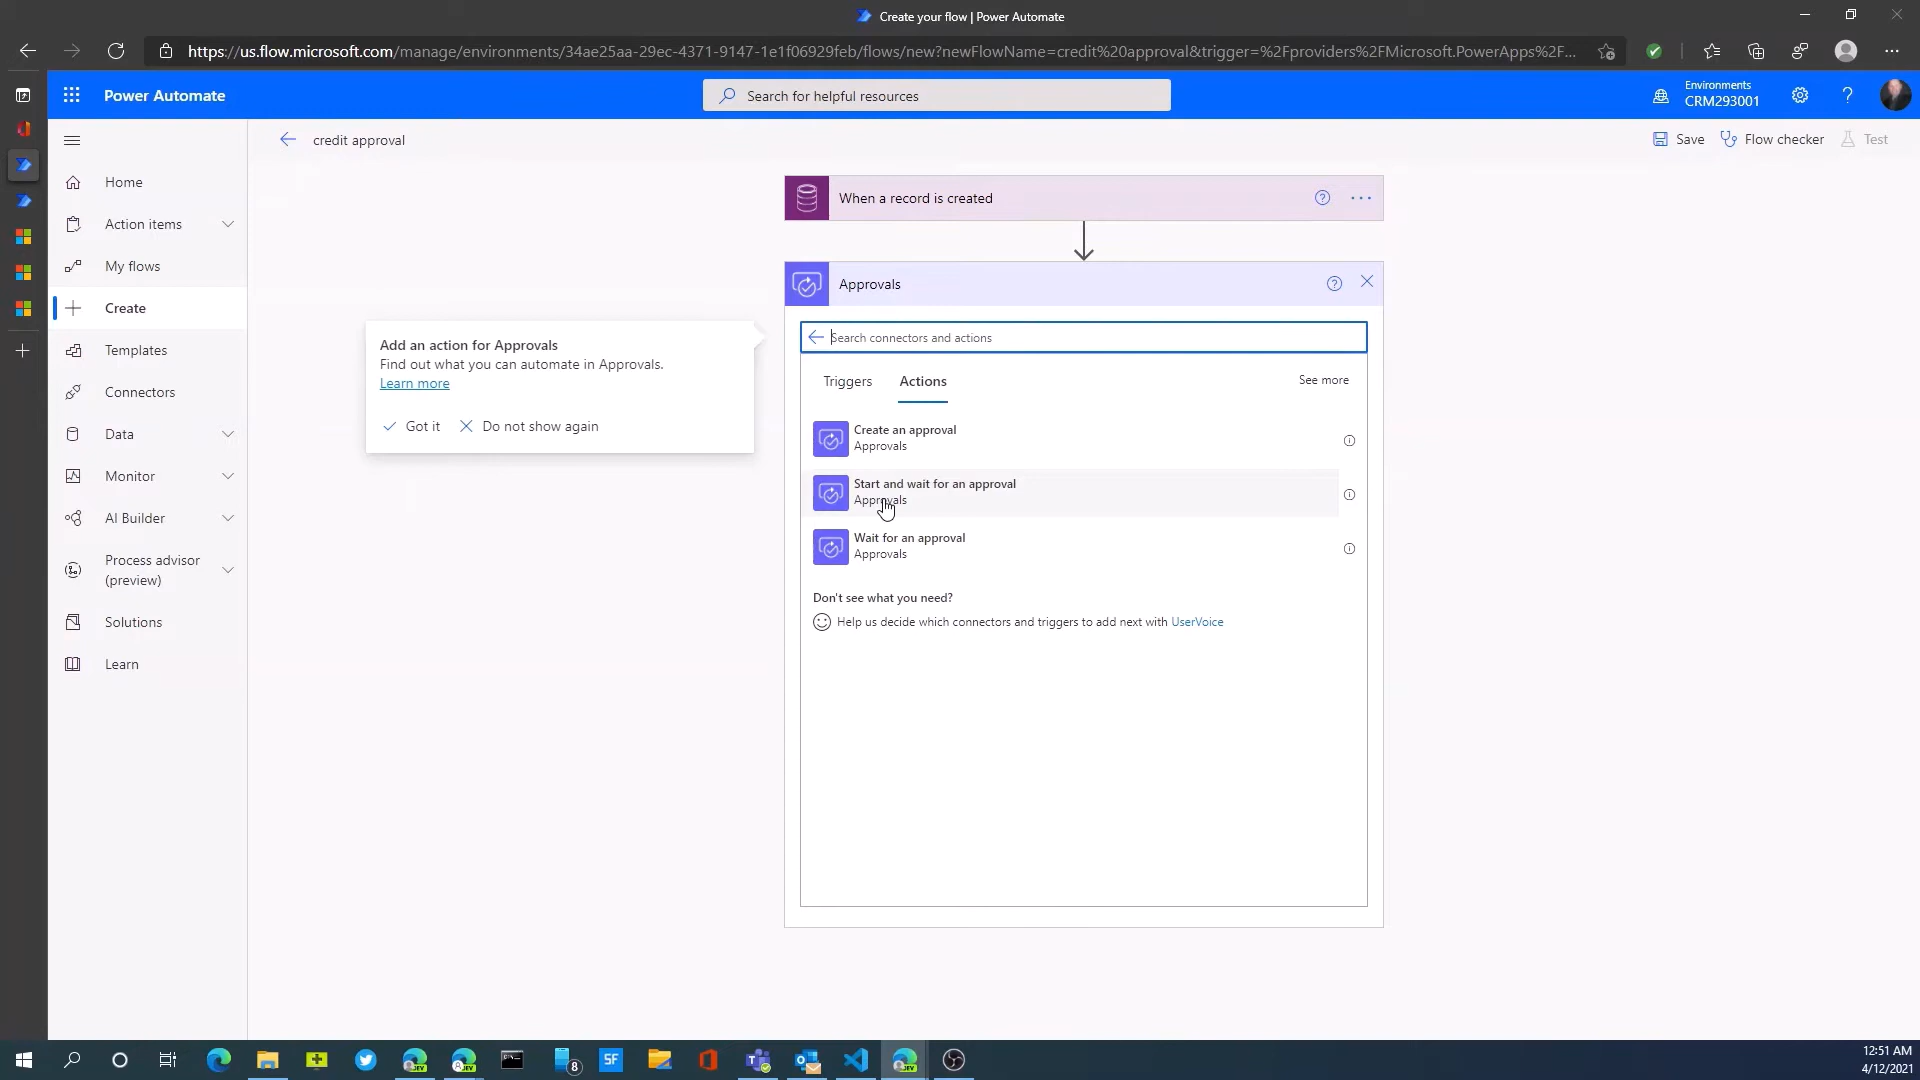 Create your flow | Power Automate
https://us.flow.microsoft.com/manage/environments/34ae25aa-29ec-4371-9147-1e1f06929feb/flows/new?newFlowName=credit%20approval&trigger=%2Fproviders%2FMicrosoft.PowerApps%2F...
Power Automate
Search for helpful resources
Environments
CRM293001
credit approval
Save
Flow checker
Test
Home
Action items
My flows
Create
Templates
Connectors
Data
Monitor
AI Builder
Process advisor
(preview)
Solutions
Learn
When a record is created
Approvals
Add an action for Approvals
Find out what you can automate in Approvals.
Learn more
Got it
Do not show again
Search connectors and actions
Triggers
Actions
See more
Create an approval
Approvals
Start and wait for an approval
Approvals
Wait for an approval
Approvals
Don't see what you need?
Help us decide which connectors and triggers to add next with UserVoice
DEV
DEV
8
SF
DEV
12:51 AM
4/12/2021